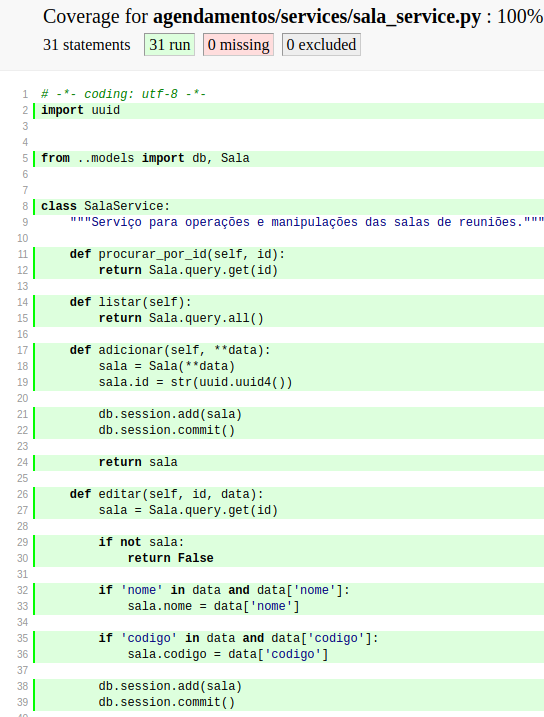 Coverage for agendamentos/services/sala_service.py : 100%
31 statements 31 run 0 missing 0 excluded
1 # -*- coding: utf-8 -*-
2 import uuid
3
4
5 from ..models import db, Sala
6
7
8 class SalaService:
9 """Serviço para operações e manipulações das salas de reuniões."""
10
11 def procurar_por_id(self, id):
12 return Sala.query.get(id)
13
14 def listar(self):
15 return Sala.query.all()
16
17 def adicionar(self, **data):
18 sala = Sala(**data)
19 sala.id = str(uuid.uuid4())
20
21 db.session.add(sala)
22 db.session.commit()
23
24 return sala
25
26 def editar(self, id, data):
27 sala = Sala.query.get(id)
28
29 if not sala:
30 return False
31
32 if 'nome' in data and data['nome']:
33 sala.nome = data['nome']
34
35 if 'codigo' in data and data['codigo']:
36 sala.codigo = data['codigo']
37
38 db.session.add(sala)
39 db.session.commit()